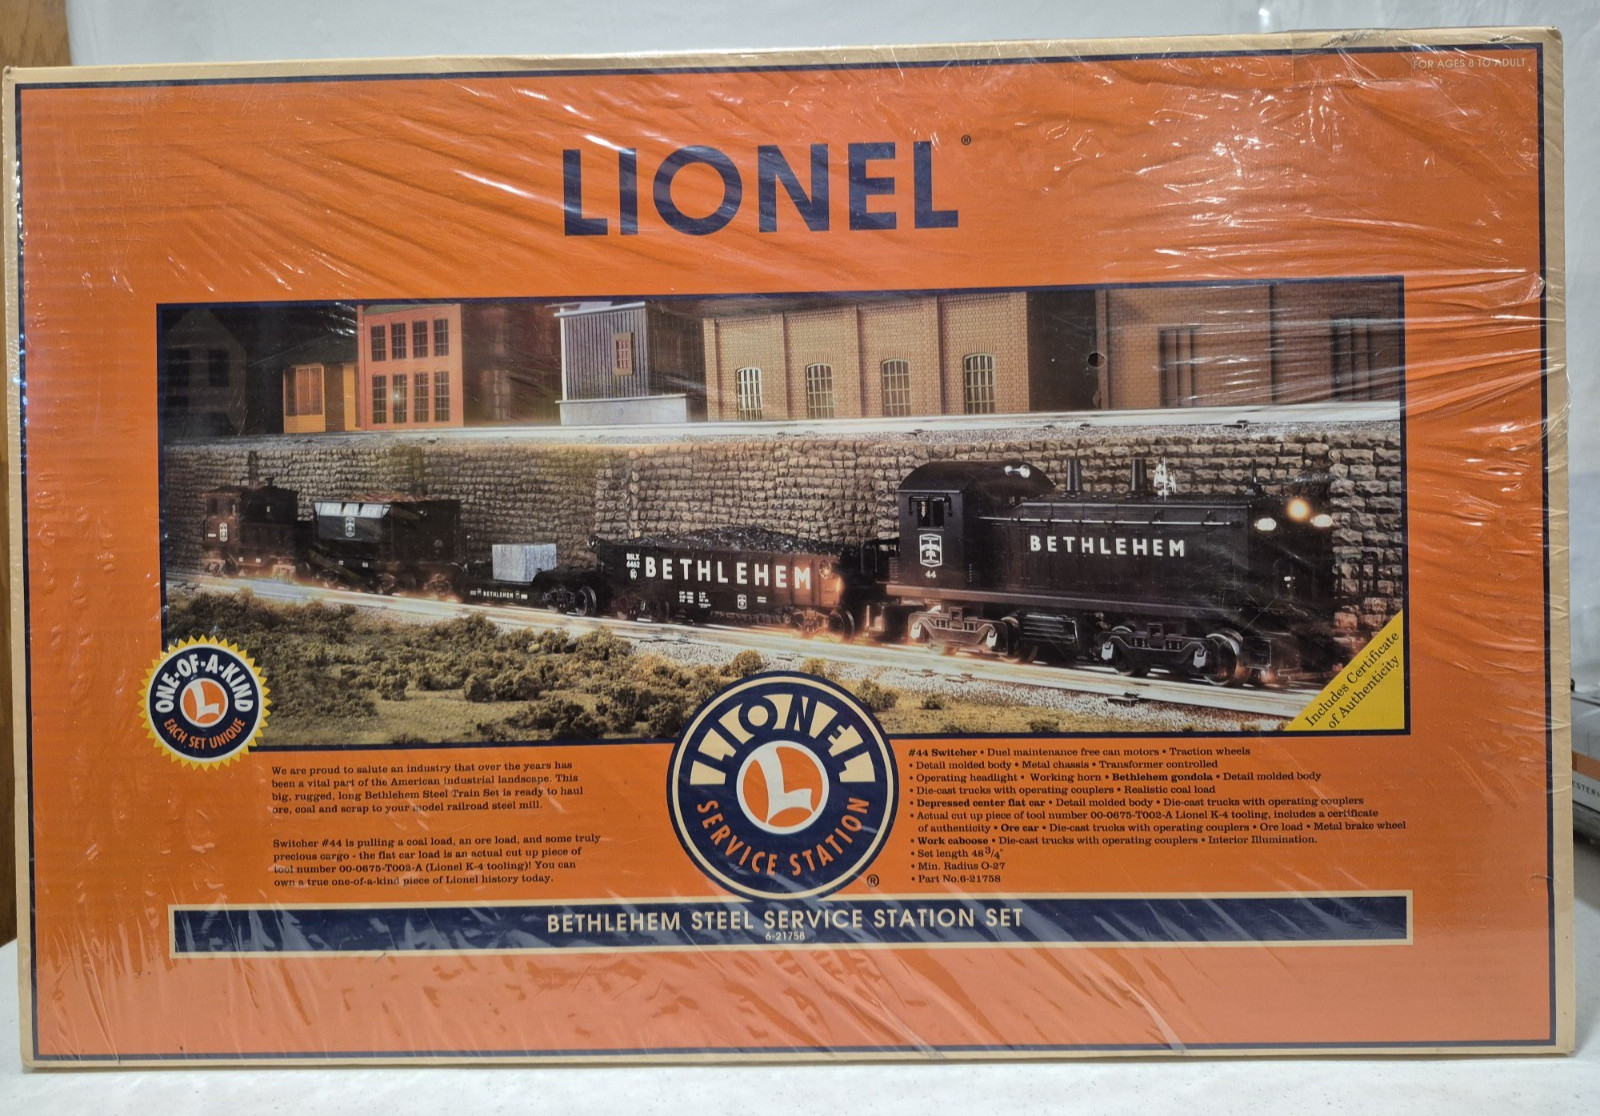 FOR AGES 8 TO ADULT
LIONEL®
BETHLEHEM
44
BSLX
6462
BETHLEHEM
BETHLEHEM
Includes Certificate
of Authenticity
ONE-OF-A-KIND
L
EACH SET UNIQUE
LIONEL
L
SERVICE STATION
®
We are proud to salute an industry that over the years has
been a vital part of the American industrial landscape. This
big, rugged, long Bethlehem Steel Train Set is ready to haul
ore, coal and scrap to your model railroad steel mill.
Switcher #44 is pulling a coal load, an ore load, and some truly
precious cargo - the flat car load is an actual cut up piece of
tool number 00-0675-T002-A (Lionel K-4 tooling)! You can
own a true one-of-a-kind piece of Lionel history today.
#44 Switcher • Duel maintenance free can motors • Traction wheels
• Detail molded body • Metal chassis • Transformer controlled
• Operating headlight • Working horn • Bethlehem gondola • Detail molded body
• Die-cast trucks with operating couplers • Realistic coal load
• Depressed center flat car • Detail molded body • Die-cast trucks with operating couplers
• Actual cut up piece of tool number 00-0675-T002-A Lionel K-4 tooling, includes a certificate
of authenticity • Ore car • Die-cast trucks with operating couplers • Ore load • Metal brake wheel
• Work caboose • Die-cast trucks with operating couplers • Interior Illumination.
• Set length 48 3/4"
• Min. Radius O-27
• Part No.6-21758
BETHLEHEM STEEL SERVICE STATION SET
6-21758